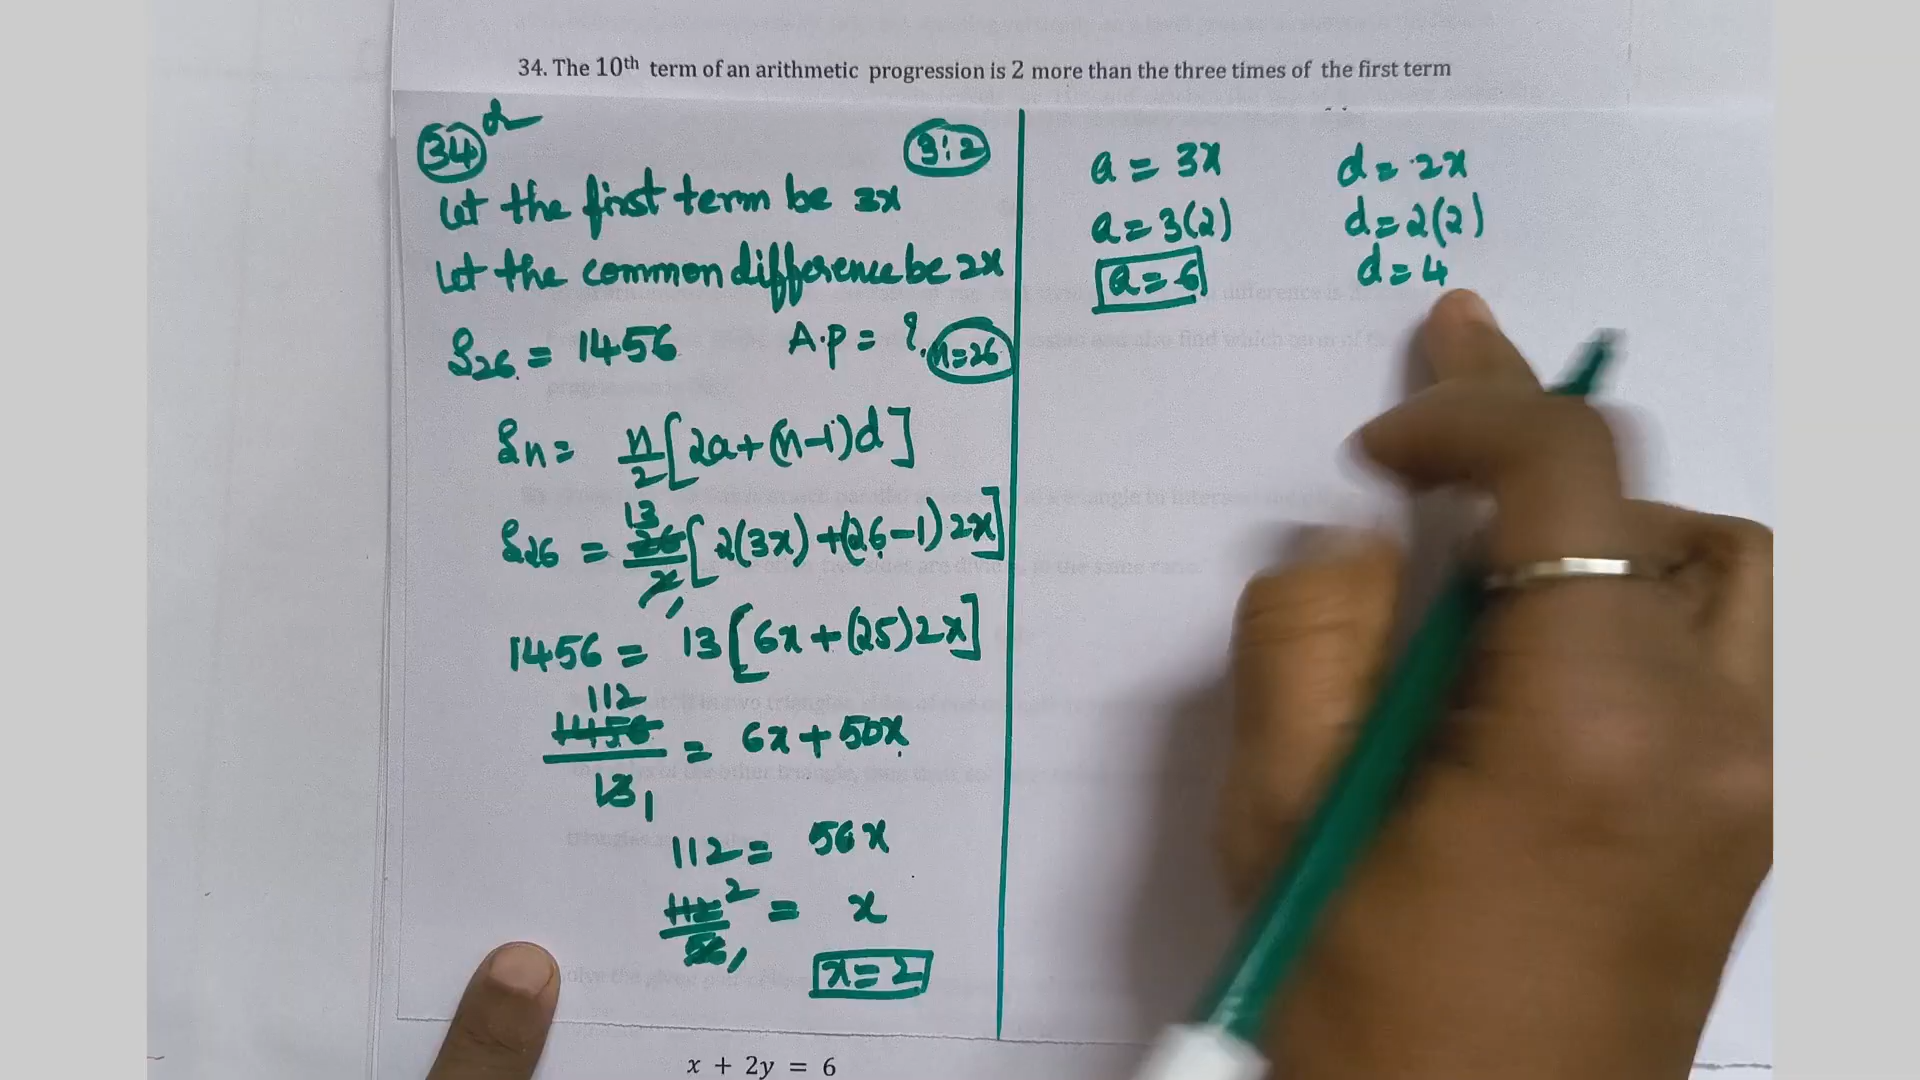 34. The 10th term of an arithmetic progression is 2 more than the three times of the first term
34
3:2
Let the first term be 3x
Let the common difference be 2x
S26 = 1456 A.P = ? n=26
Sn = n/2 [2a+(n-1)d]
13
S26 = 26/2 [2(3x)+(26-1)2x]
1
1456 = 13[6x+(25)2x]
112
1456/13 = 6x+50x
1
112 = 56x
112/56 = x
2
1
x=2
a = 3x d = 2x
a = 3(2) d = 2(2)
a = 6 d = 4
x + 2y = 6